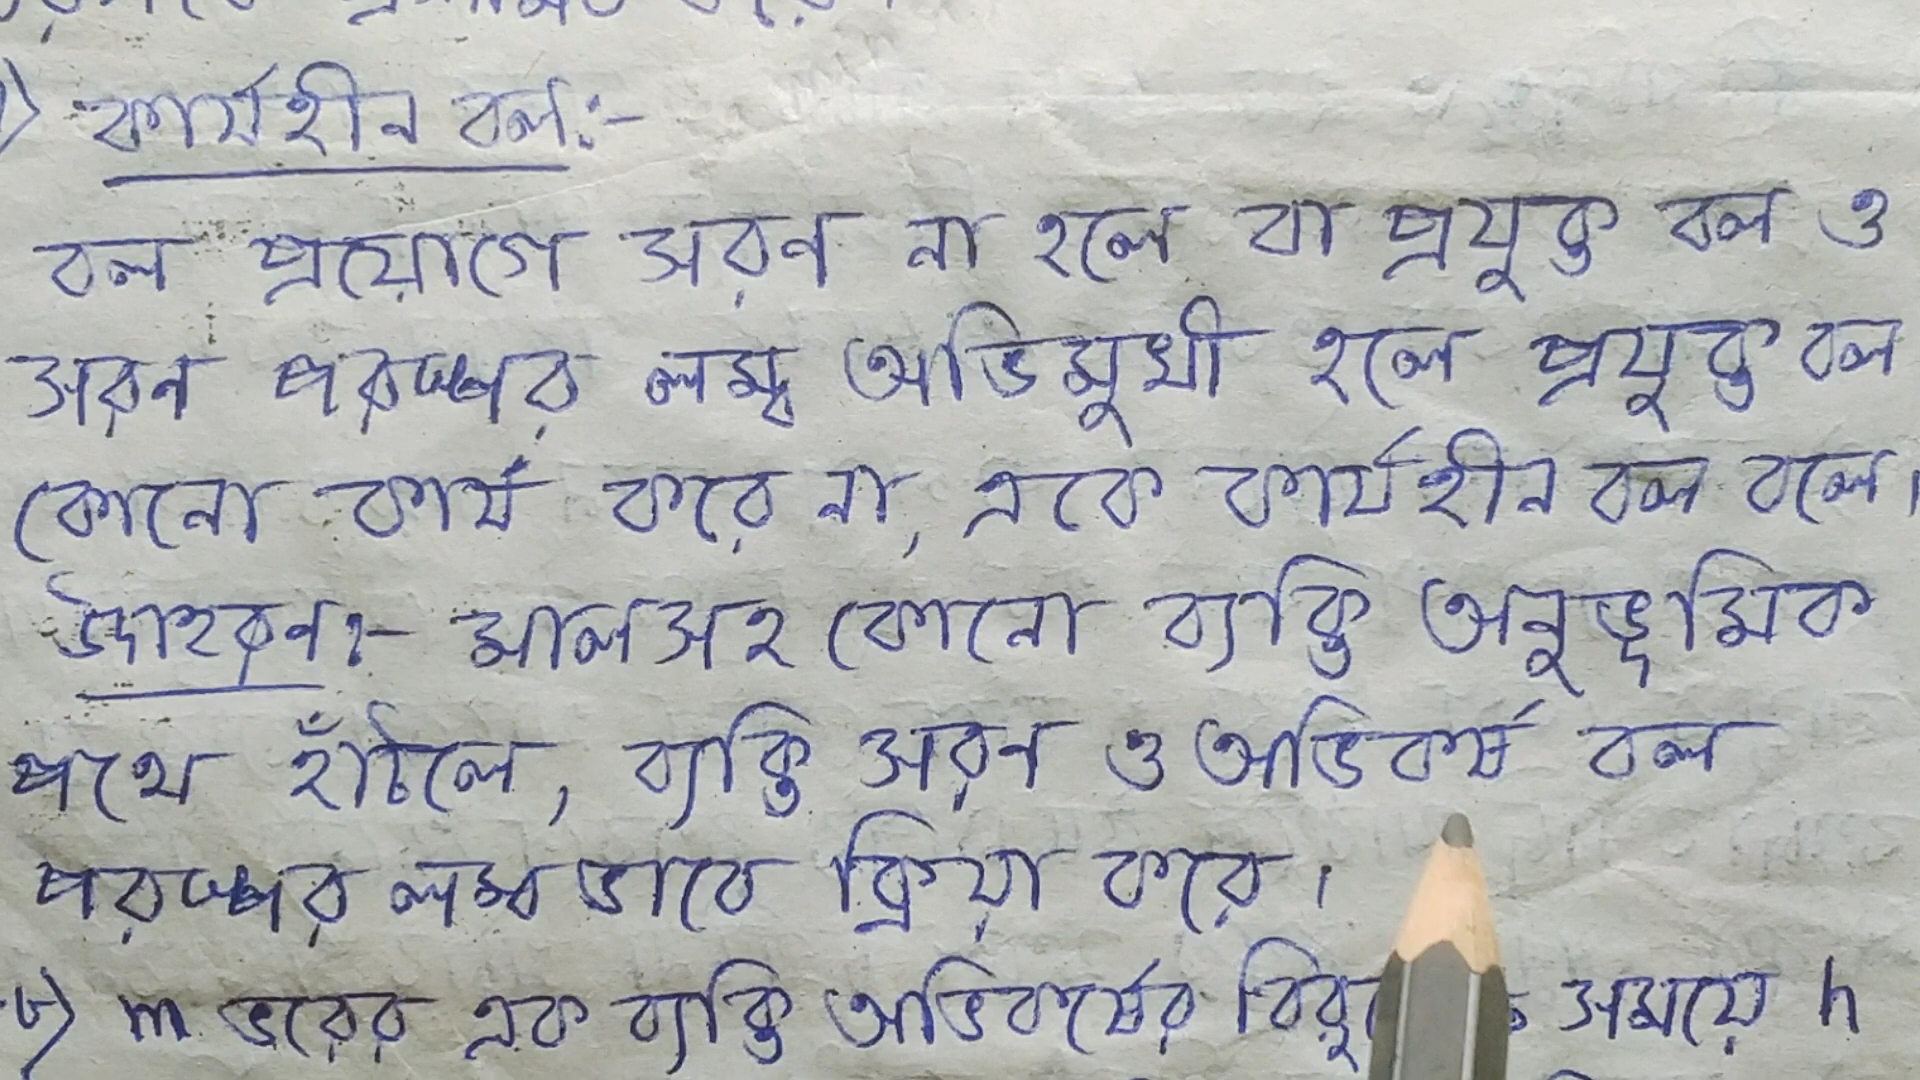 কার্যহীন বল:-
বল প্রয়োগে সরন না হলে বা প্রযুক্ত বল ও
সরন পরস্পর লম্ব অভিমুখী হলে প্রযুক্ত বল
কোনো কার্য করে না, একে কার্যহীন বল বলে।
উদাহরন:- মালসহ কোনো ব্যক্তি অনুভূমিক
পথে হাঁটলে, ব্যক্তি সরন ও অভিকর্ষ বল
পরস্পর লম্ব ভাবে ক্রিয়া করে।
৮) m ভরের এক ব্যক্তি অভিকর্ষের সময়ে h